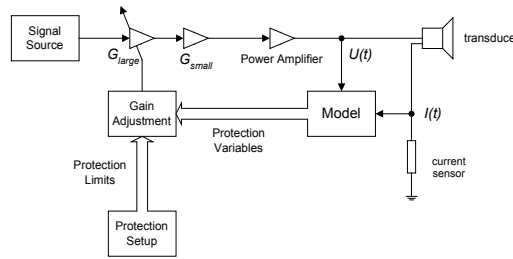 Signal
Source
G large
G small
Power Amplifier
U(t)
transduce
Gain
Adjustment
Protection
Variables
Model
I(t)
Protection
Limits
current
sensor
Protection
Setup